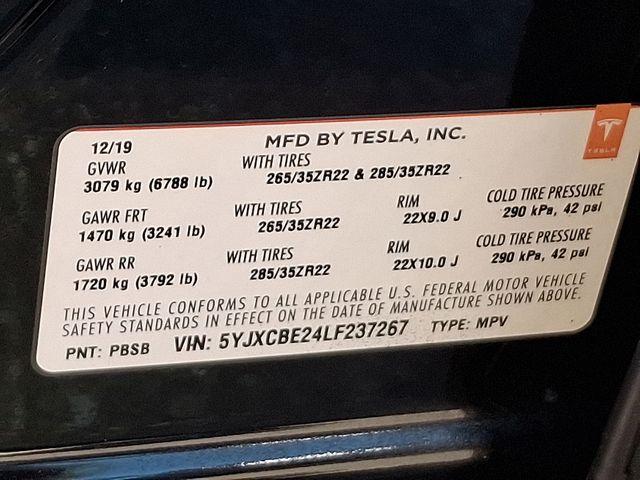 12/19 MFD BY TESLA, INC.
TESLA
GVWR WITH TIRES
3079 kg (6788 lb) 265/35ZR22 & 285/35ZR22
GAWR FRT WITH TIRES RIM COLD TIRE PRESSURE
1470 kg (3241 lb) 265/35ZR22 22X9.0 J 290 kPa, 42 psi
GAWR RR WITH TIRES RIM COLD TIRE PRESSURE
1720 kg (3792 lb) 285/35ZR22 22X10.0 J 290 kPa, 42 psi
THIS VEHICLE CONFORMS TO ALL APPLICABLE U.S. FEDERAL MOTOR VEHICLE
SAFETY STANDARDS IN EFFECT ON THE DATE OF MANUFACTURE SHOWN ABOVE.
PNT: PBSB VIN: 5YJXCBE24LF237267 TYPE: MPV